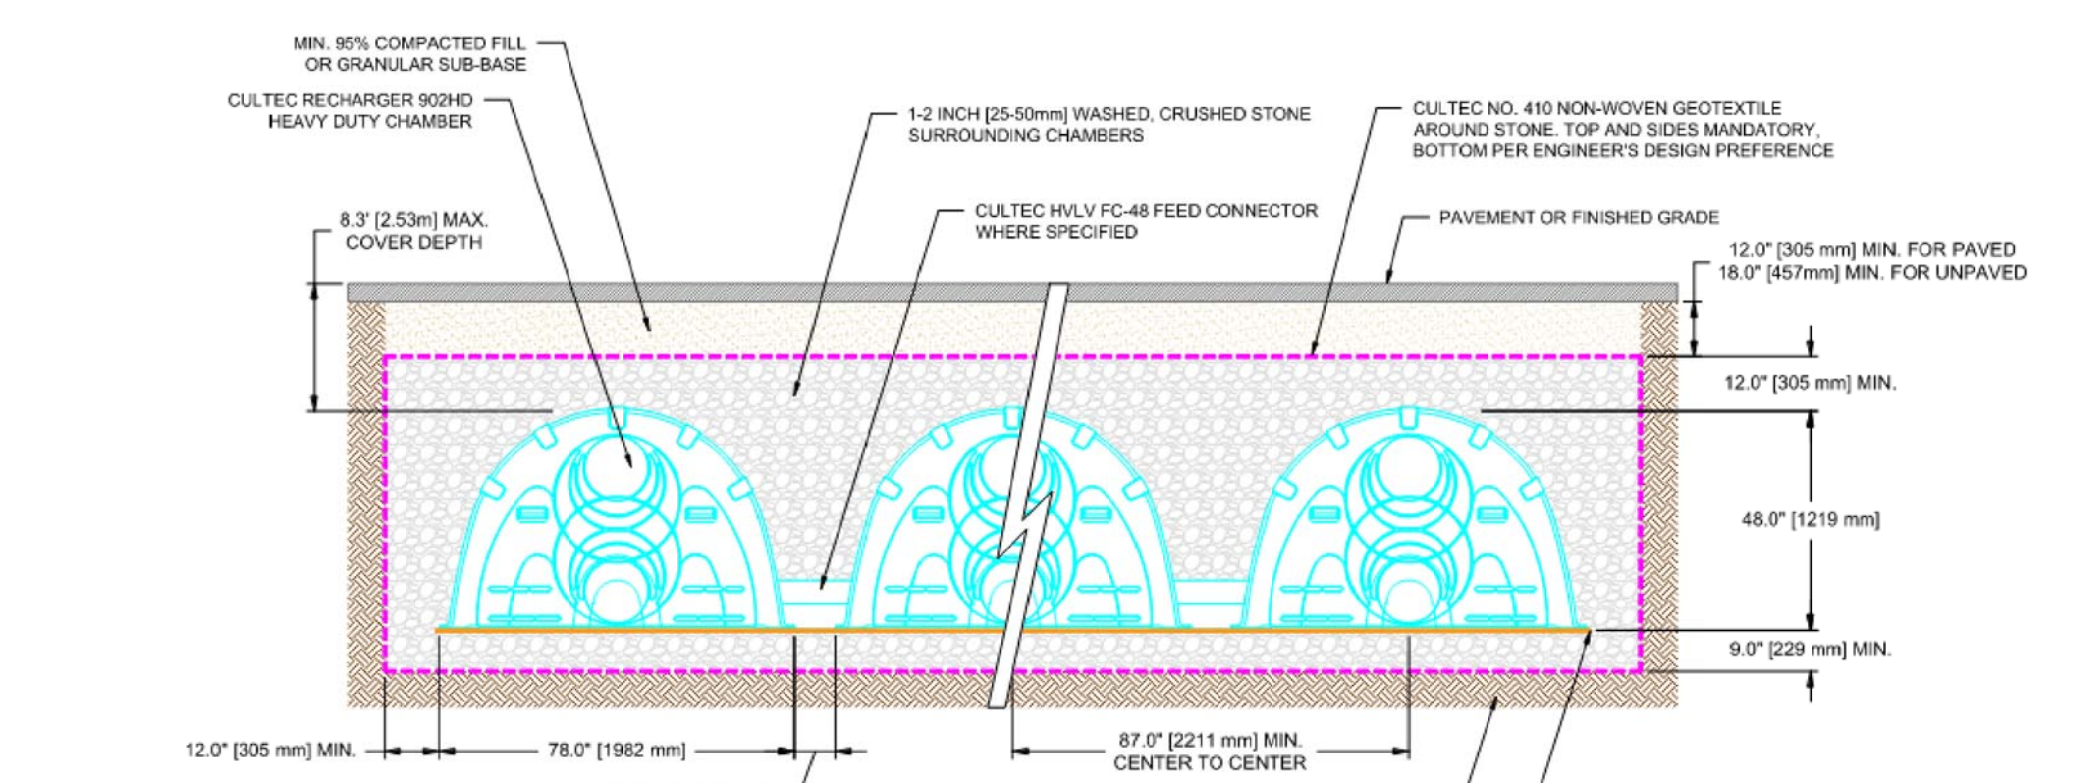 MIN. 95% COMPACTED FILL
OR GRANULAR SUB-BASE
CULTEC RECHARGER 902HD
HEAVY DUTY CHAMBER
1-2 INCH [25-50mm] WASHED, CRUSHED STONE
SURROUNDING CHAMBERS
CULTEC NO. 410 NON-WOVEN GEOTEXTILE
AROUND STONE. TOP AND SIDES MANDATORY,
BOTTOM PER ENGINEER'S DESIGN PREFERENCE
8.3' [2.53m] MAX.
COVER DEPTH
CULTEC HVLV FC-48 FEED CONNECTOR
WHERE SPECIFIED
PAVEMENT OR FINISHED GRADE
12.0" [305 mm] MIN. FOR PAVED
18.0" [457mm] MIN. FOR UNPAVED
12.0" [305 mm] MIN.
48.0" [1219 mm]
9.0" [229 mm] MIN.
12.0" [305 mm] MIN.
78.0" [1982 mm]
87.0" [2211 mm] MIN.
CENTER TO CENTER